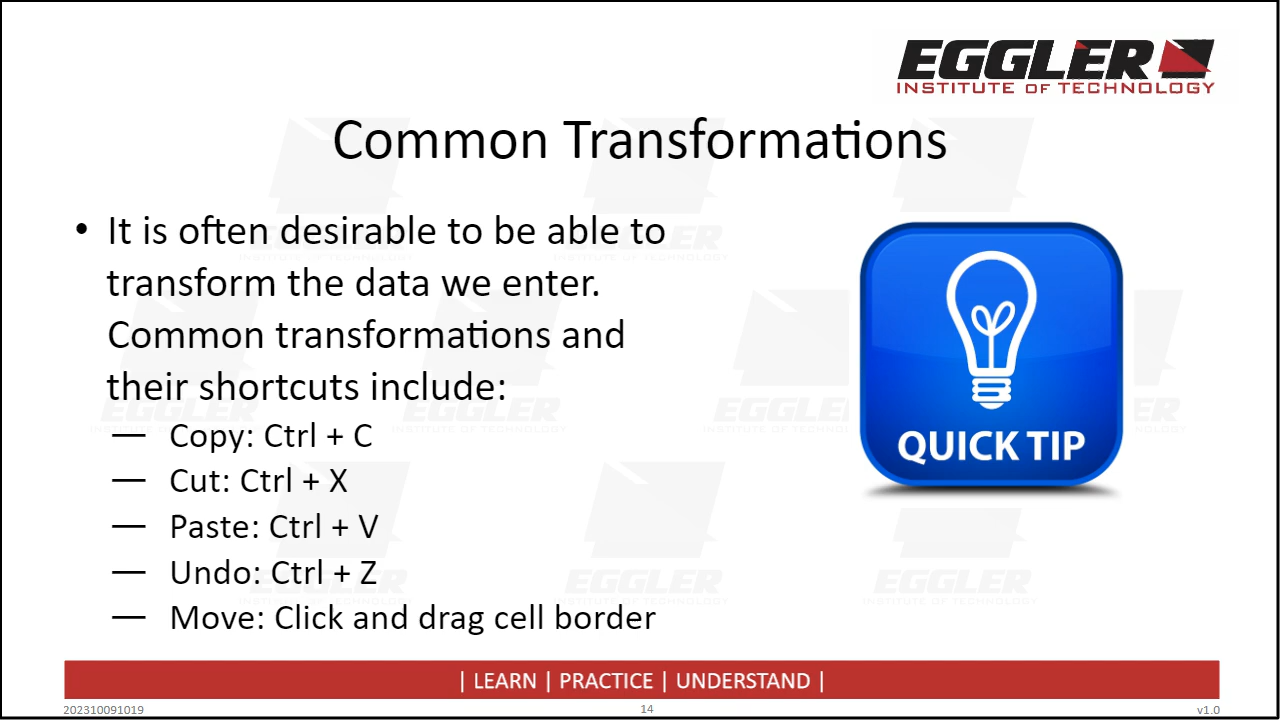 EGGLER
INSTITUTE OF TECHNOLOGY
Common Transformations
• It is often desirable to be able to
transform the data we enter.
Common transformations and
their shortcuts include:
— Copy: Ctrl + C
— Cut: Ctrl + X
— Paste: Ctrl + V
— Undo: Ctrl + Z
— Move: Click and drag cell border
QUICK TIP
| LEARN | PRACTICE | UNDERSTAND |
202310091019
14
v1.0